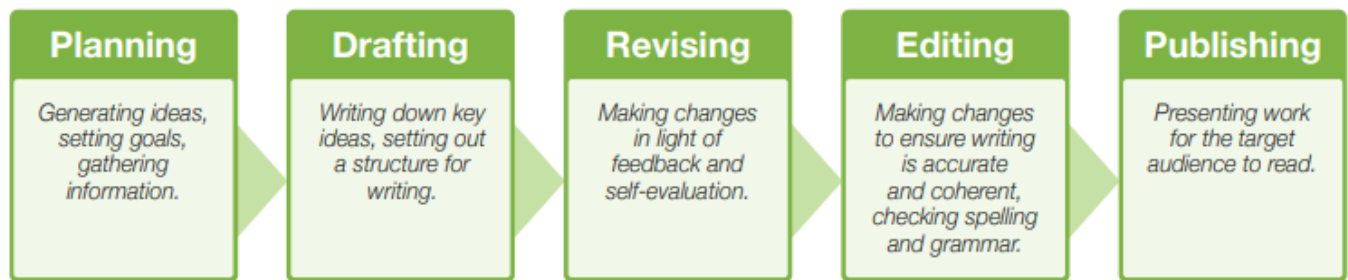 Planning
Generating ideas,
setting goals,
gathering
information.
Drafting
Writing down key
ideas, setting out
a structure for
writing.
Revising
Making changes
in light of
feedback and
self-evaluation.
Editing
Making changes
to ensure writing
is accurate
and coherent,
checking spelling
and grammar.
Publishing
Presenting work
for the target
audience to read.